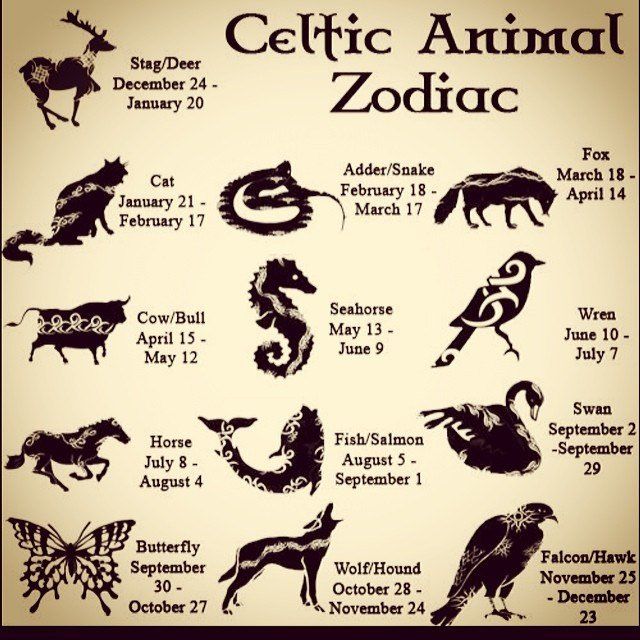 Celtic Animal
Zodiac
Stag/Deer
December 24 -
January 20
Cat
January 21 -
February 17
Adder/Snake
February 18 -
March 17
Fox
March 18 -
April 14
Cow/Bull
April 15 -
May 12
Seahorse
May 13 -
June 9
Wren
June 10 -
July 7
Horse
July 8 -
August 4
Fish/Salmon
August 5 -
September 1
Swan
September 2
-September
29
Butterfly
September
30 -
October 27
Wolf/Hound
October 28 -
November 24
Falcon/Hawk
November 25
- December
23